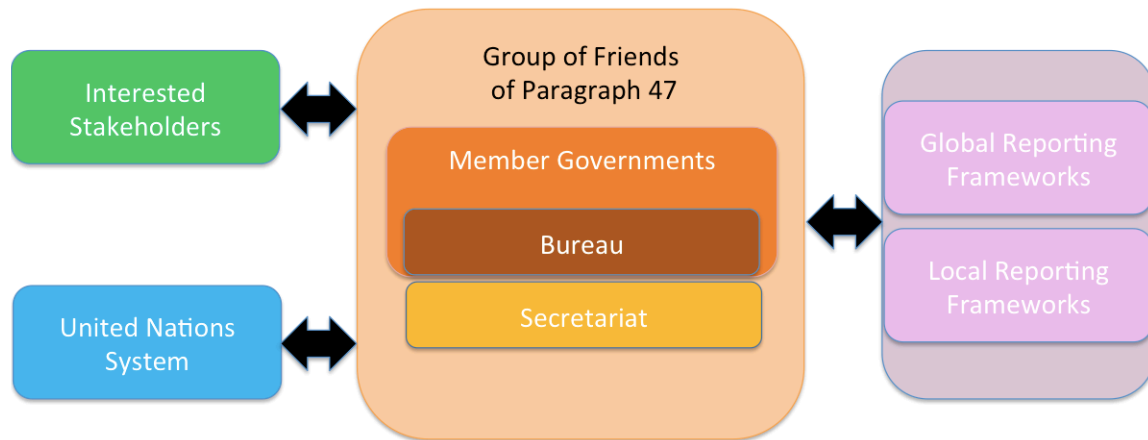 Interested
Stakeholders
United Nations
System
Group of Friends
of Paragraph 47
Member Governments
Bureau
Secretariat
Global Reporting
Frameworks
Local Reporting
Frameworks